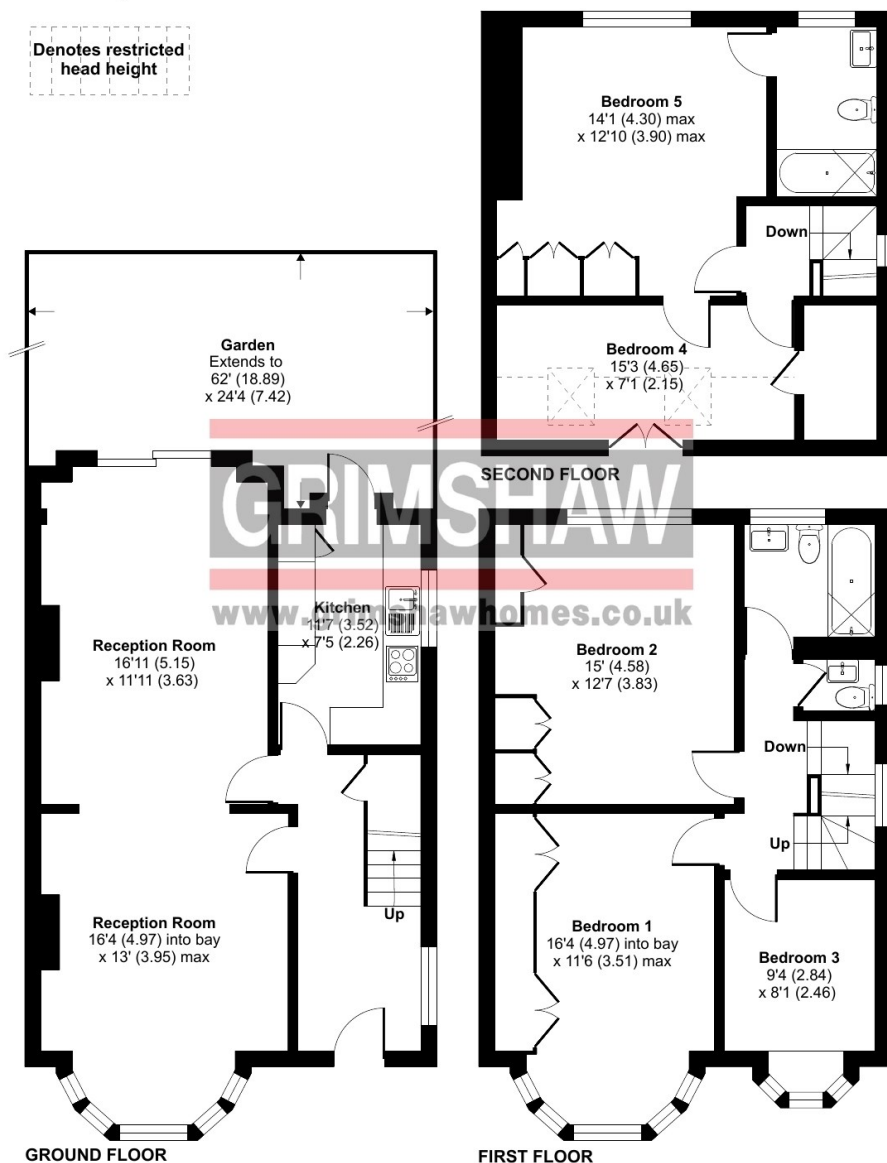 Denotes restricted
head height
Bedroom 5
14'1 (4.30) max
x 12'10 (3.90) max
Down
Garden
Extends to
62' (18.89)
x 24'4 (7.42)
Bedroom 4
15'3 (4.65)
x 7'1 (2.15)
SECOND FLOOR
GRIMSHAW
www.grimshawhomes.co.uk
Kitchen
11'7 (3.52)
x 7'5 (2.26)
Reception Room
16'11 (5.15)
x 11'11 (3.63)
Bedroom 2
15' (4.58)
x 12'7 (3.83)
Down
Up
Up
Reception Room
16'4 (4.97) into bay
x 13' (3.95) max
Bedroom 1
16'4 (4.97) into bay
x 11'6 (3.51) max
Bedroom 3
9'4 (2.84)
x 8'1 (2.46)
GROUND FLOOR
FIRST FLOOR